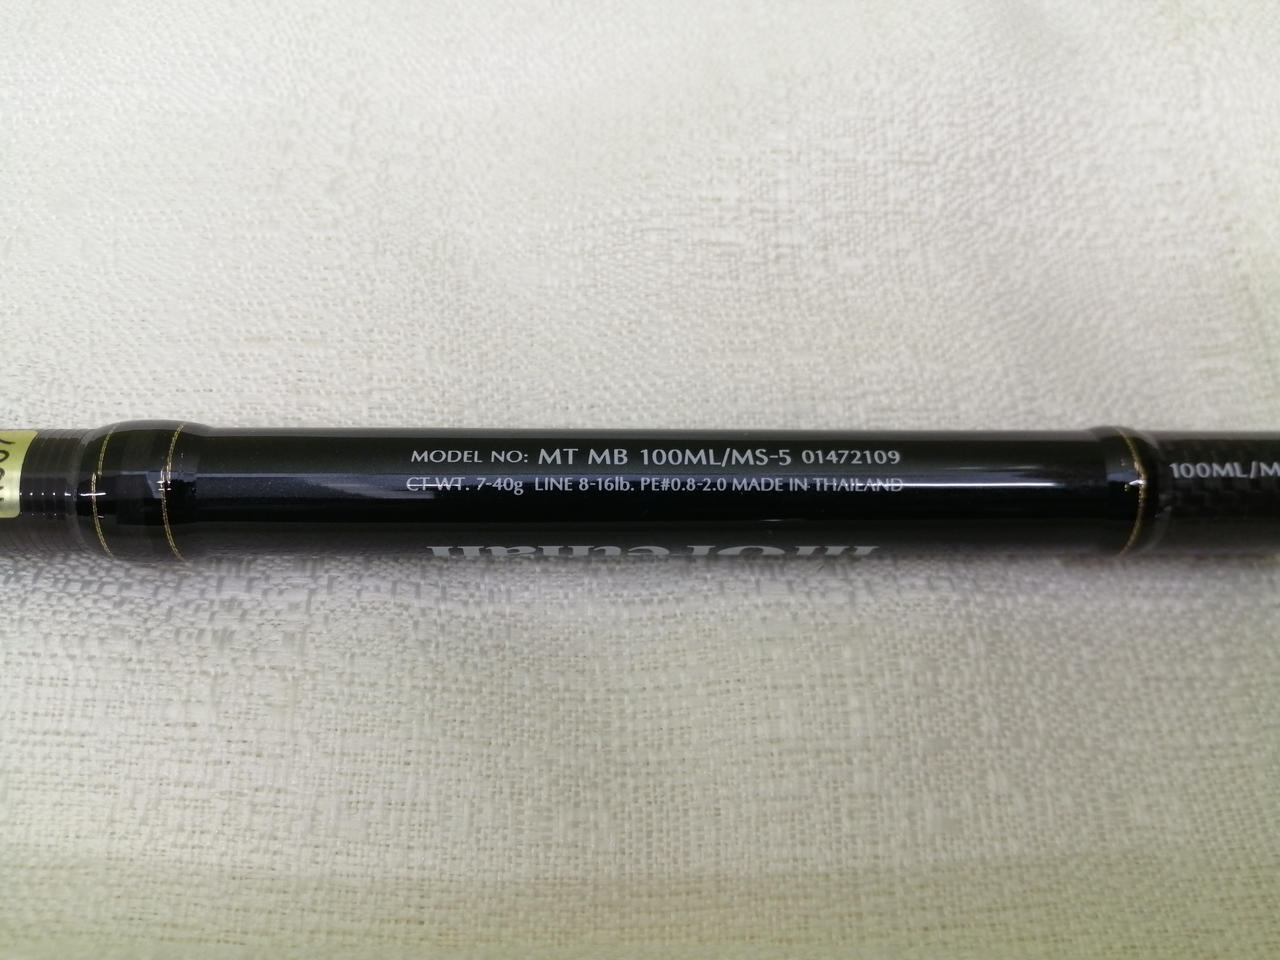 MODEL NO: MT MB 100ML/MS-5 01472109
CT WT. 7-40g LINE 8-16lb. PE#0.8-2.0 MADE IN THAILAND
morethan
100ML/M